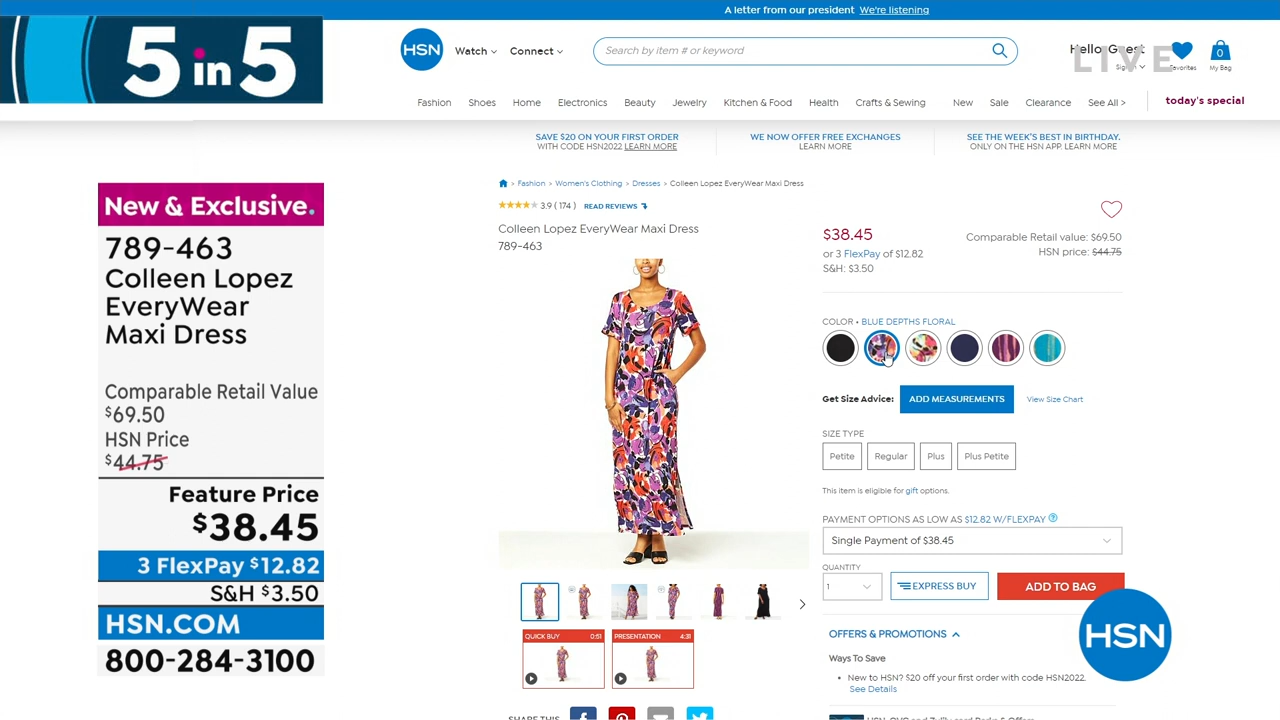 A letter from our president We're listening
5 in 5
HSN
Watch
Connect
Search by item # or keyword
Hello, Guest
LIVE
Favorites
0
My Bag
Fashion Shoes Home Electronics Beauty Jewelry Kitchen & Food Health Crafts & Sewing New Sale Clearance See All > today's special
SAVE $20 ON YOUR FIRST ORDER
WITH CODE HSN2022 LEARN MORE
WE NOW OFFER FREE EXCHANGES
LEARN MORE
SEE THE WEEK'S BEST IN BIRTHDAY.
ONLY ON THE HSN APP. LEARN MORE
New & Exclusive.
789-463
Colleen Lopez
EveryWear
Maxi Dress
Comparable Retail Value
$69.50
HSN Price
$44.75
Feature Price
$38.45
3 FlexPay $12.82
S&H $3.50
HSN.COM
800-284-3100
> Fashion > Women's Clothing > Dresses > Colleen Lopez EveryWear Maxi Dress
3.9 ( 174 ) READ REVIEWS
Colleen Lopez EveryWear Maxi Dress
789-463
QUICK BUY 0:51
PRESENTATION 4:31
SHARE THIS
$38.45
or 3 FlexPay of $12.82
S&H: $3.50
Comparable Retail value: $69.50
HSN price: $44.75
COLOR • BLUE DEPTHS FLORAL
Get Size Advice: ADD MEASUREMENTS View Size Chart
SIZE TYPE
Petite Regular Plus Plus Petite
This item is eligible for gift options.
PAYMENT OPTIONS AS LOW AS $12.82 W/FLEXPAY ?
Single Payment of $38.45
QUANTITY
1
EXPRESS BUY
ADD TO BAG
HSN
OFFERS & PROMOTIONS
Ways To Save
• New to HSN? $20 off your first order with code HSN2022.
See Details